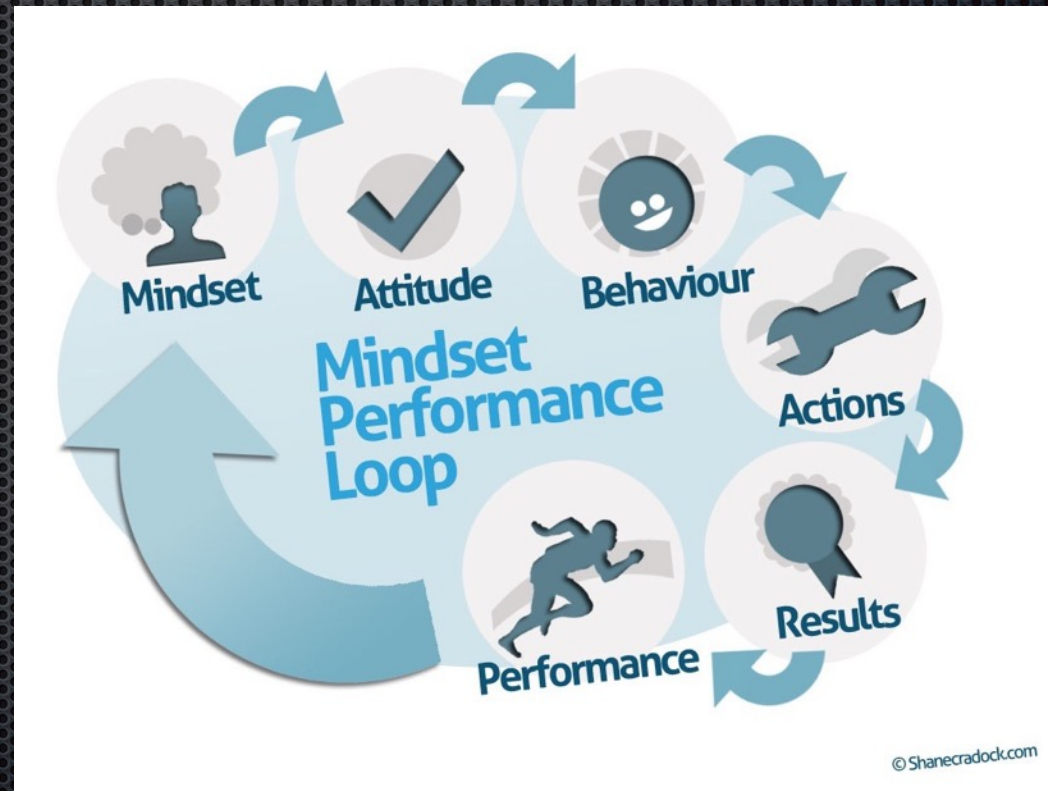 Mindset
Attitude
Behaviour
Actions
Results
Performance
Mindset
Performance
Loop
© Shanecradock.com